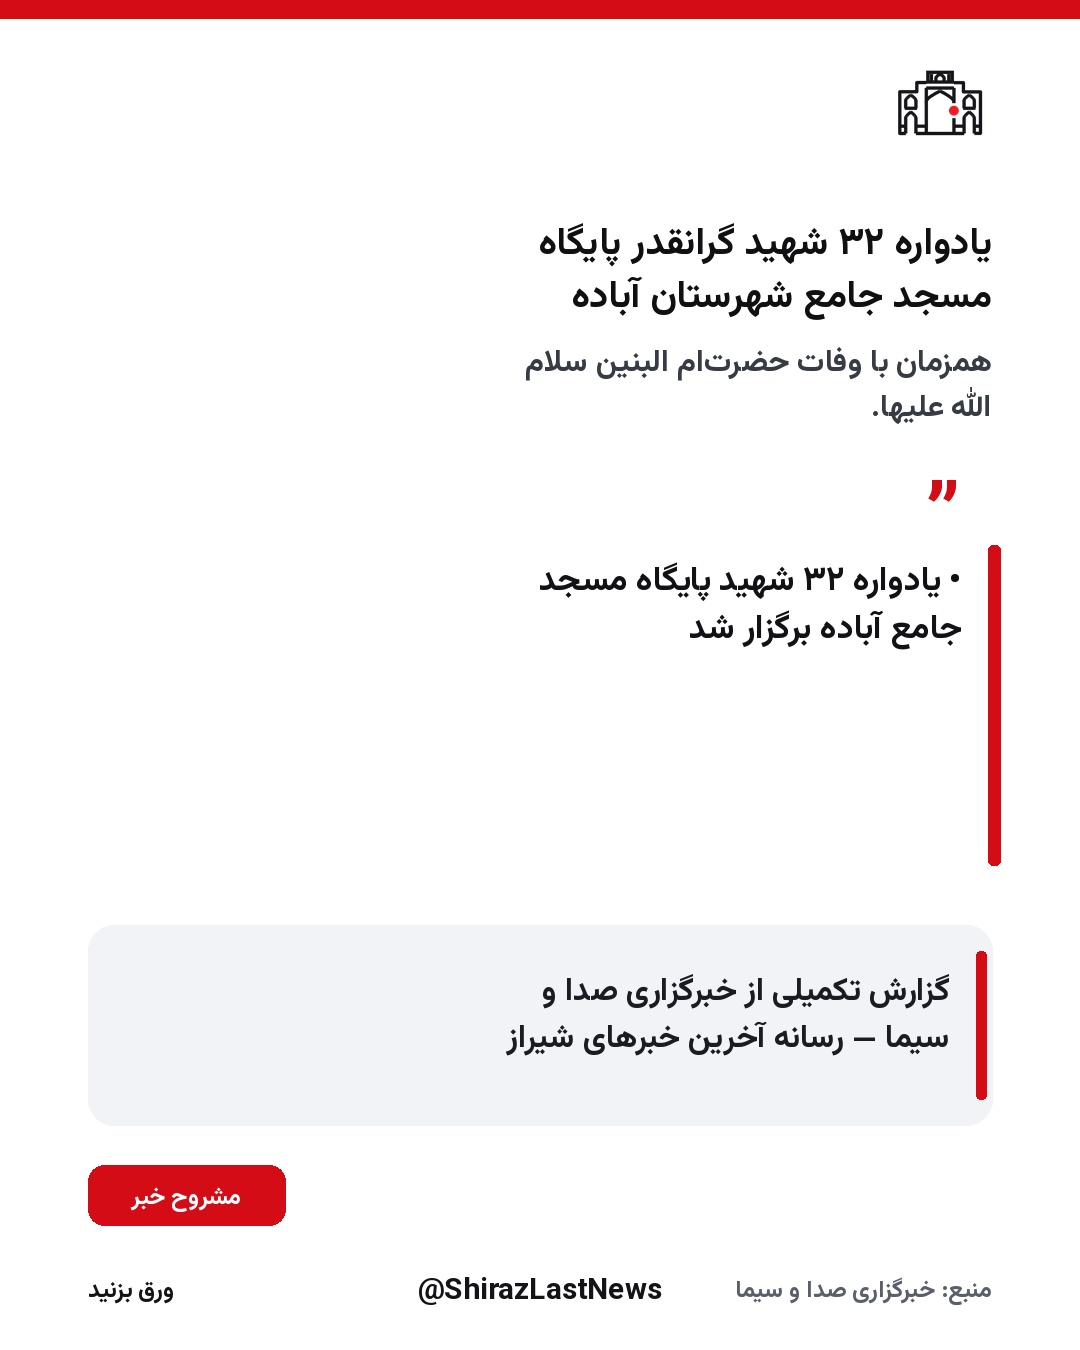 یادواره ۳۲ شهید گرانقدر پایگاه
مسجد جامع شهرستان آباده
همزمان با وفات حضرت‌ام البنین سلام
الله علیها.
”
• یادواره ۳۲ شهید پایگاه مسجد
جامع آباده برگزار شد
گزارش تکمیلی از خبرگزاری صدا و
سیما – رسانه آخرین خبرهای شیراز
مشروح خبر
منبع: خبرگزاری صدا و سیما
@ShirazLastNews
ورق بزنید